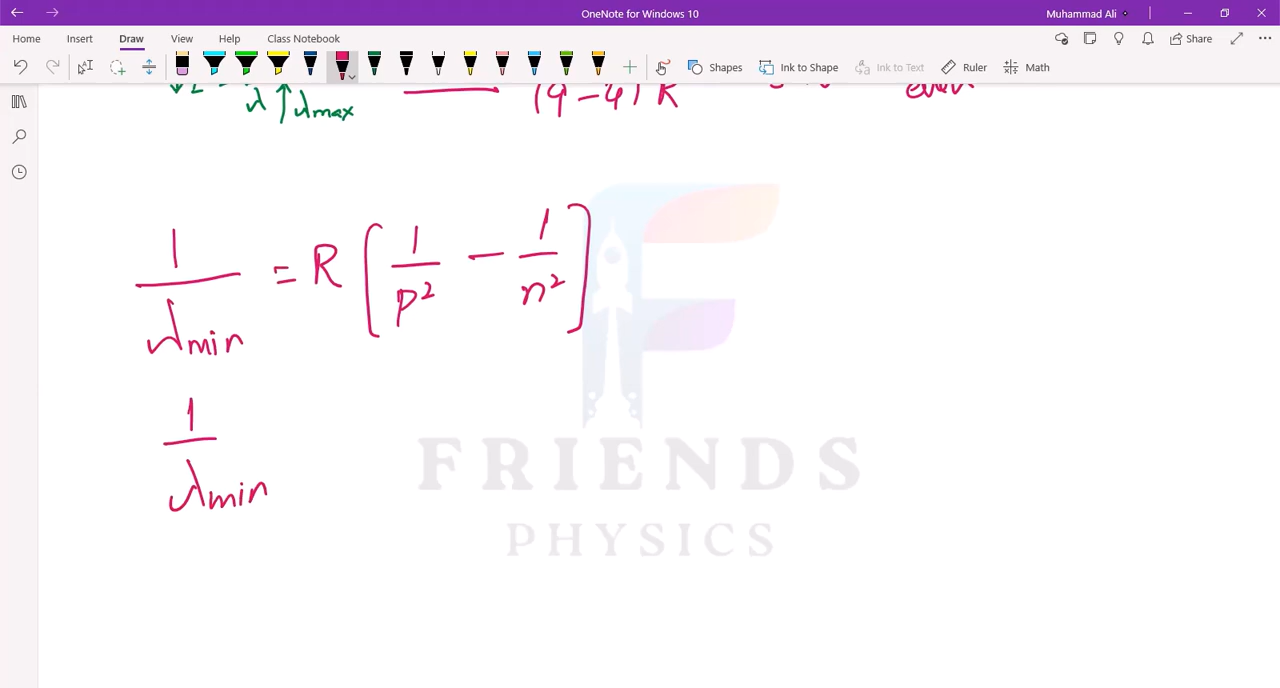 OneNote for Windows 10
Muhammad Ali
Home Insert Draw View Help Class Notebook
Share
Shapes Ink to Shape Ink to Text Ruler Math
λ λmax
R
1/λmin = R [1/p² − 1/n²]
1/λmin
FRIENDS
PHYSICS